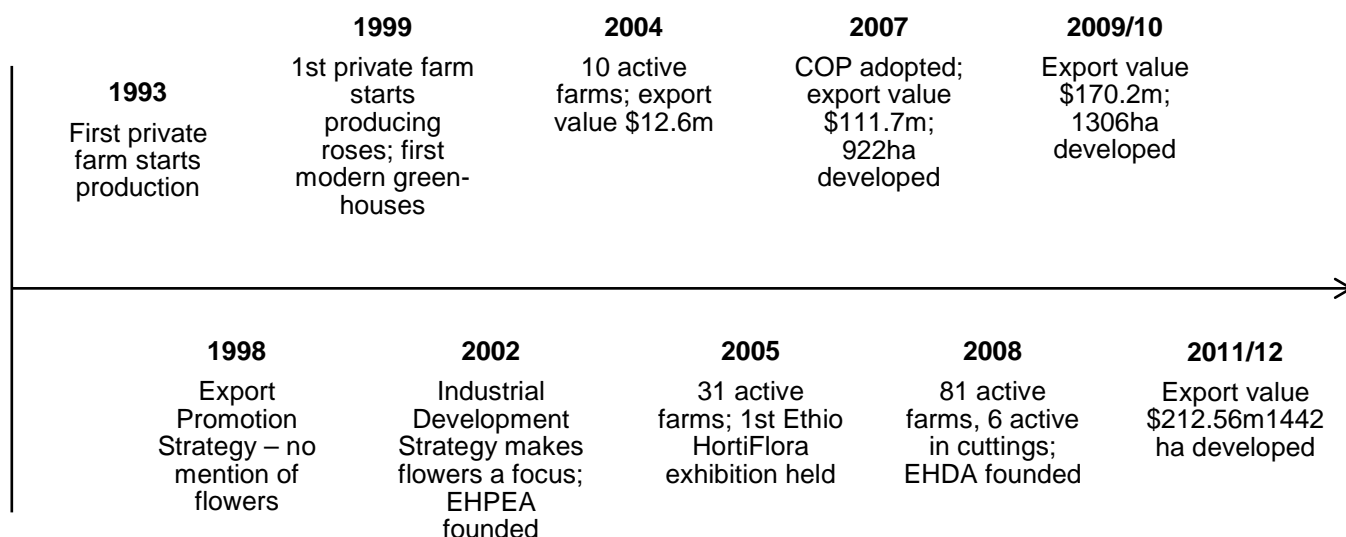 1993
First private
farm starts
production
1999
1st private farm
starts
producing
roses; first
modern green-
houses
2004
10 active
farms; export
value $12.6m
2007
COP adopted;
export value
$111.7m;
922ha
developed
2009/10
Export value
$170.2m;
1306ha
developed
1998
Export
Promotion
Strategy – no
mention of
flowers
2002
Industrial
Development
Strategy makes
flowers a focus;
EHPEA
founded
2005
31 active
farms; 1st Ethio
HortiFlora
exhibition held
2008
81 active
farms, 6 active
in cuttings;
EHDA founded
2011/12
Export value
$212.56m1442
ha developed